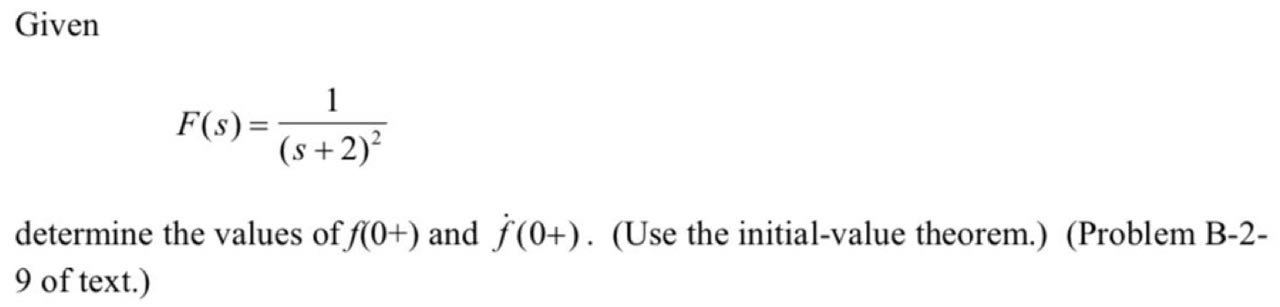 Given
F(s) = 1 / (s + 2)²
determine the values of f(0+) and ḟ(0+). (Use the initial-value theorem.) (Problem B-2-
9 of text.)